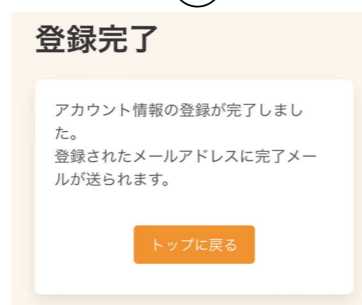 登録完了
アカウント情報の登録が完了しまし
た。
登録されたメールアドレスに完了メー
ルが送られます。
トップに戻る